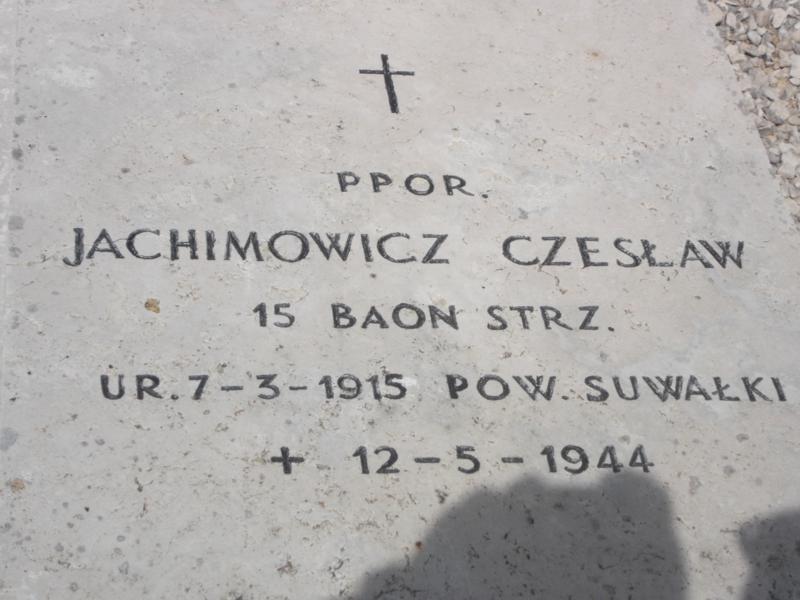 PPOR.
JACHIMOWICZ CZESŁAW
15 BAON STRZ.
UR. 7-3-1915 POW. SUWAŁKI
+ 12-5-1944